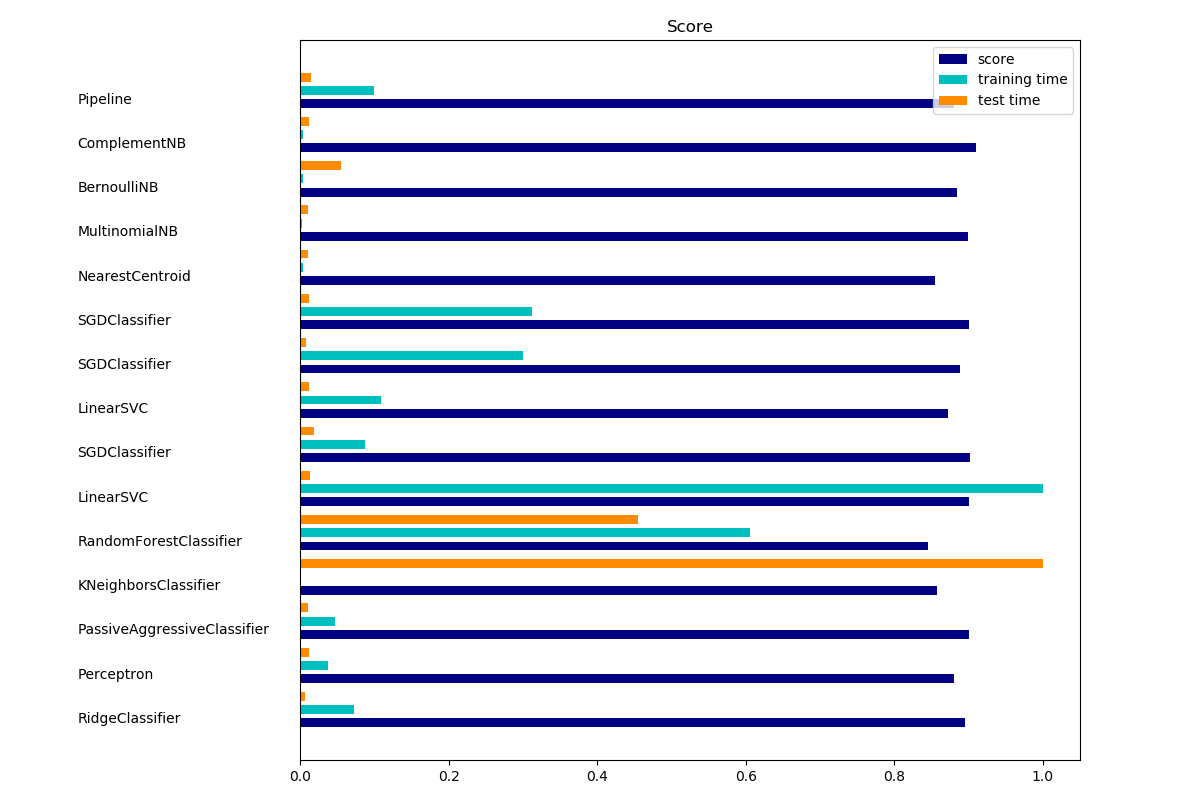 Score
score
training time
test time
Pipeline
ComplementNB
BernoulliNB
MultinomialNB
NearestCentroid
SGDClassifier
SGDClassifier
LinearSVC
SGDClassifier
LinearSVC
RandomForestClassifier
KNeighborsClassifier
PassiveAggressiveClassifier
Perceptron
RidgeClassifier
0.0 0.2 0.4 0.6 0.8 1.0